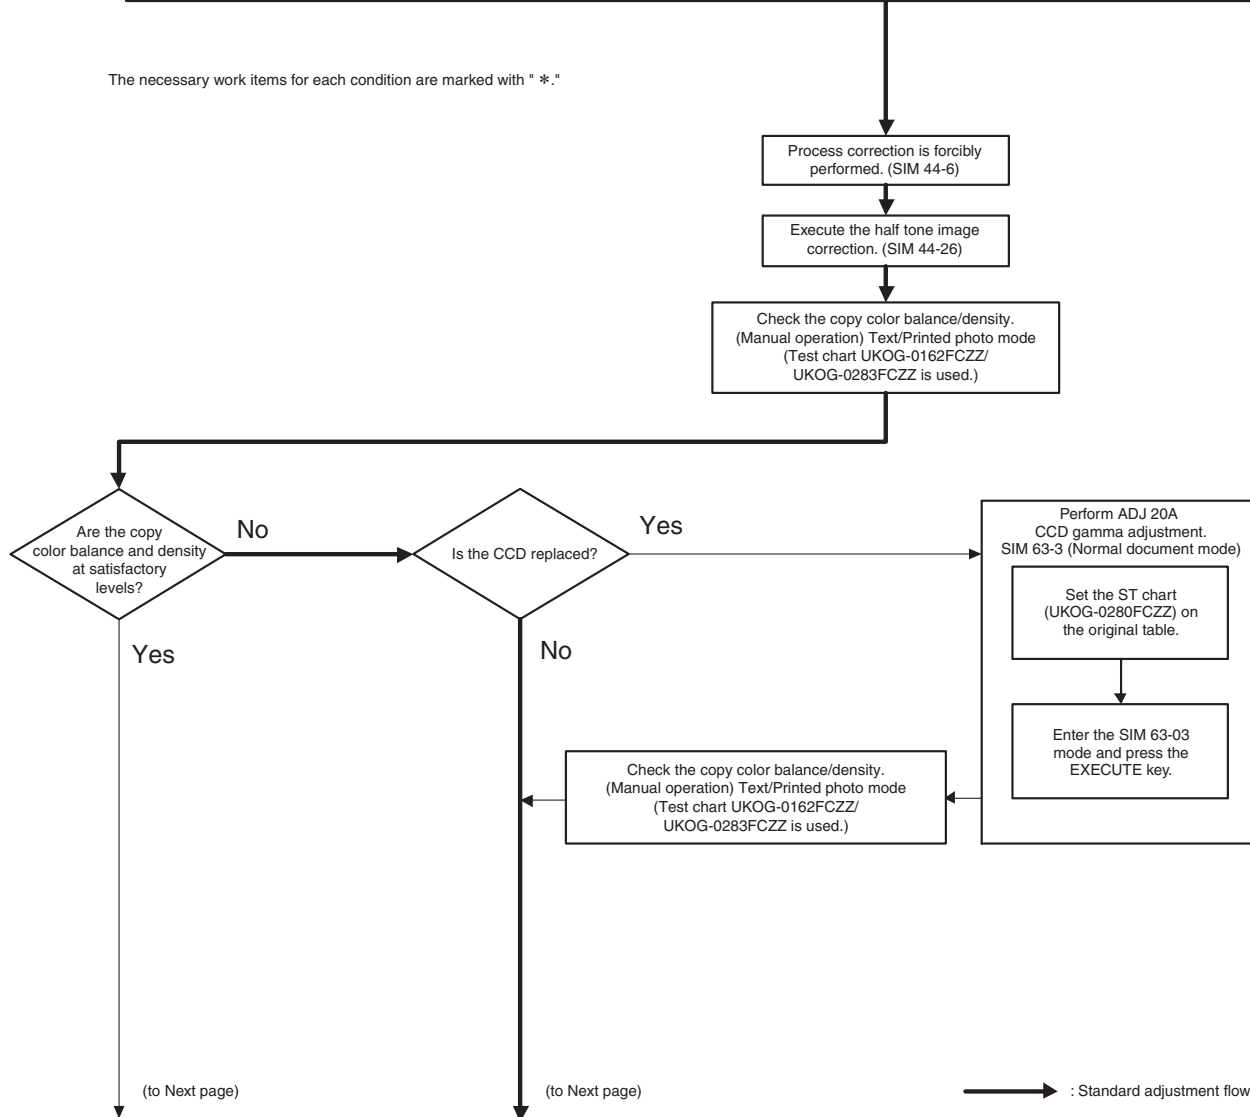 The necessary work items for each condition are marked with " *."
Process correction is forcibly
performed. (SIM 44-6)
Execute the half tone image
correction. (SIM 44-26)
Check the copy color balance/density.
(Manual operation) Text/Printed photo mode
(Test chart UKOG-0162FCZZ/
UKOG-0283FCZZ is used.)
Are the copy
color balance and density
at satisfactory
levels?
No
Yes
Is the CCD replaced?
Yes
No
Perform ADJ 20A
CCD gamma adjustment.
SIM 63-3 (Normal document mode)
Set the ST chart
(UKOG-0280FCZZ) on
the original table.
Enter the SIM 63-03
mode and press the
EXECUTE key.
Check the copy color balance/density.
(Manual operation) Text/Printed photo mode
(Test chart UKOG-0162FCZZ/
UKOG-0283FCZZ is used.)
(to Next page)
(to Next page)
: Standard adjustment flow